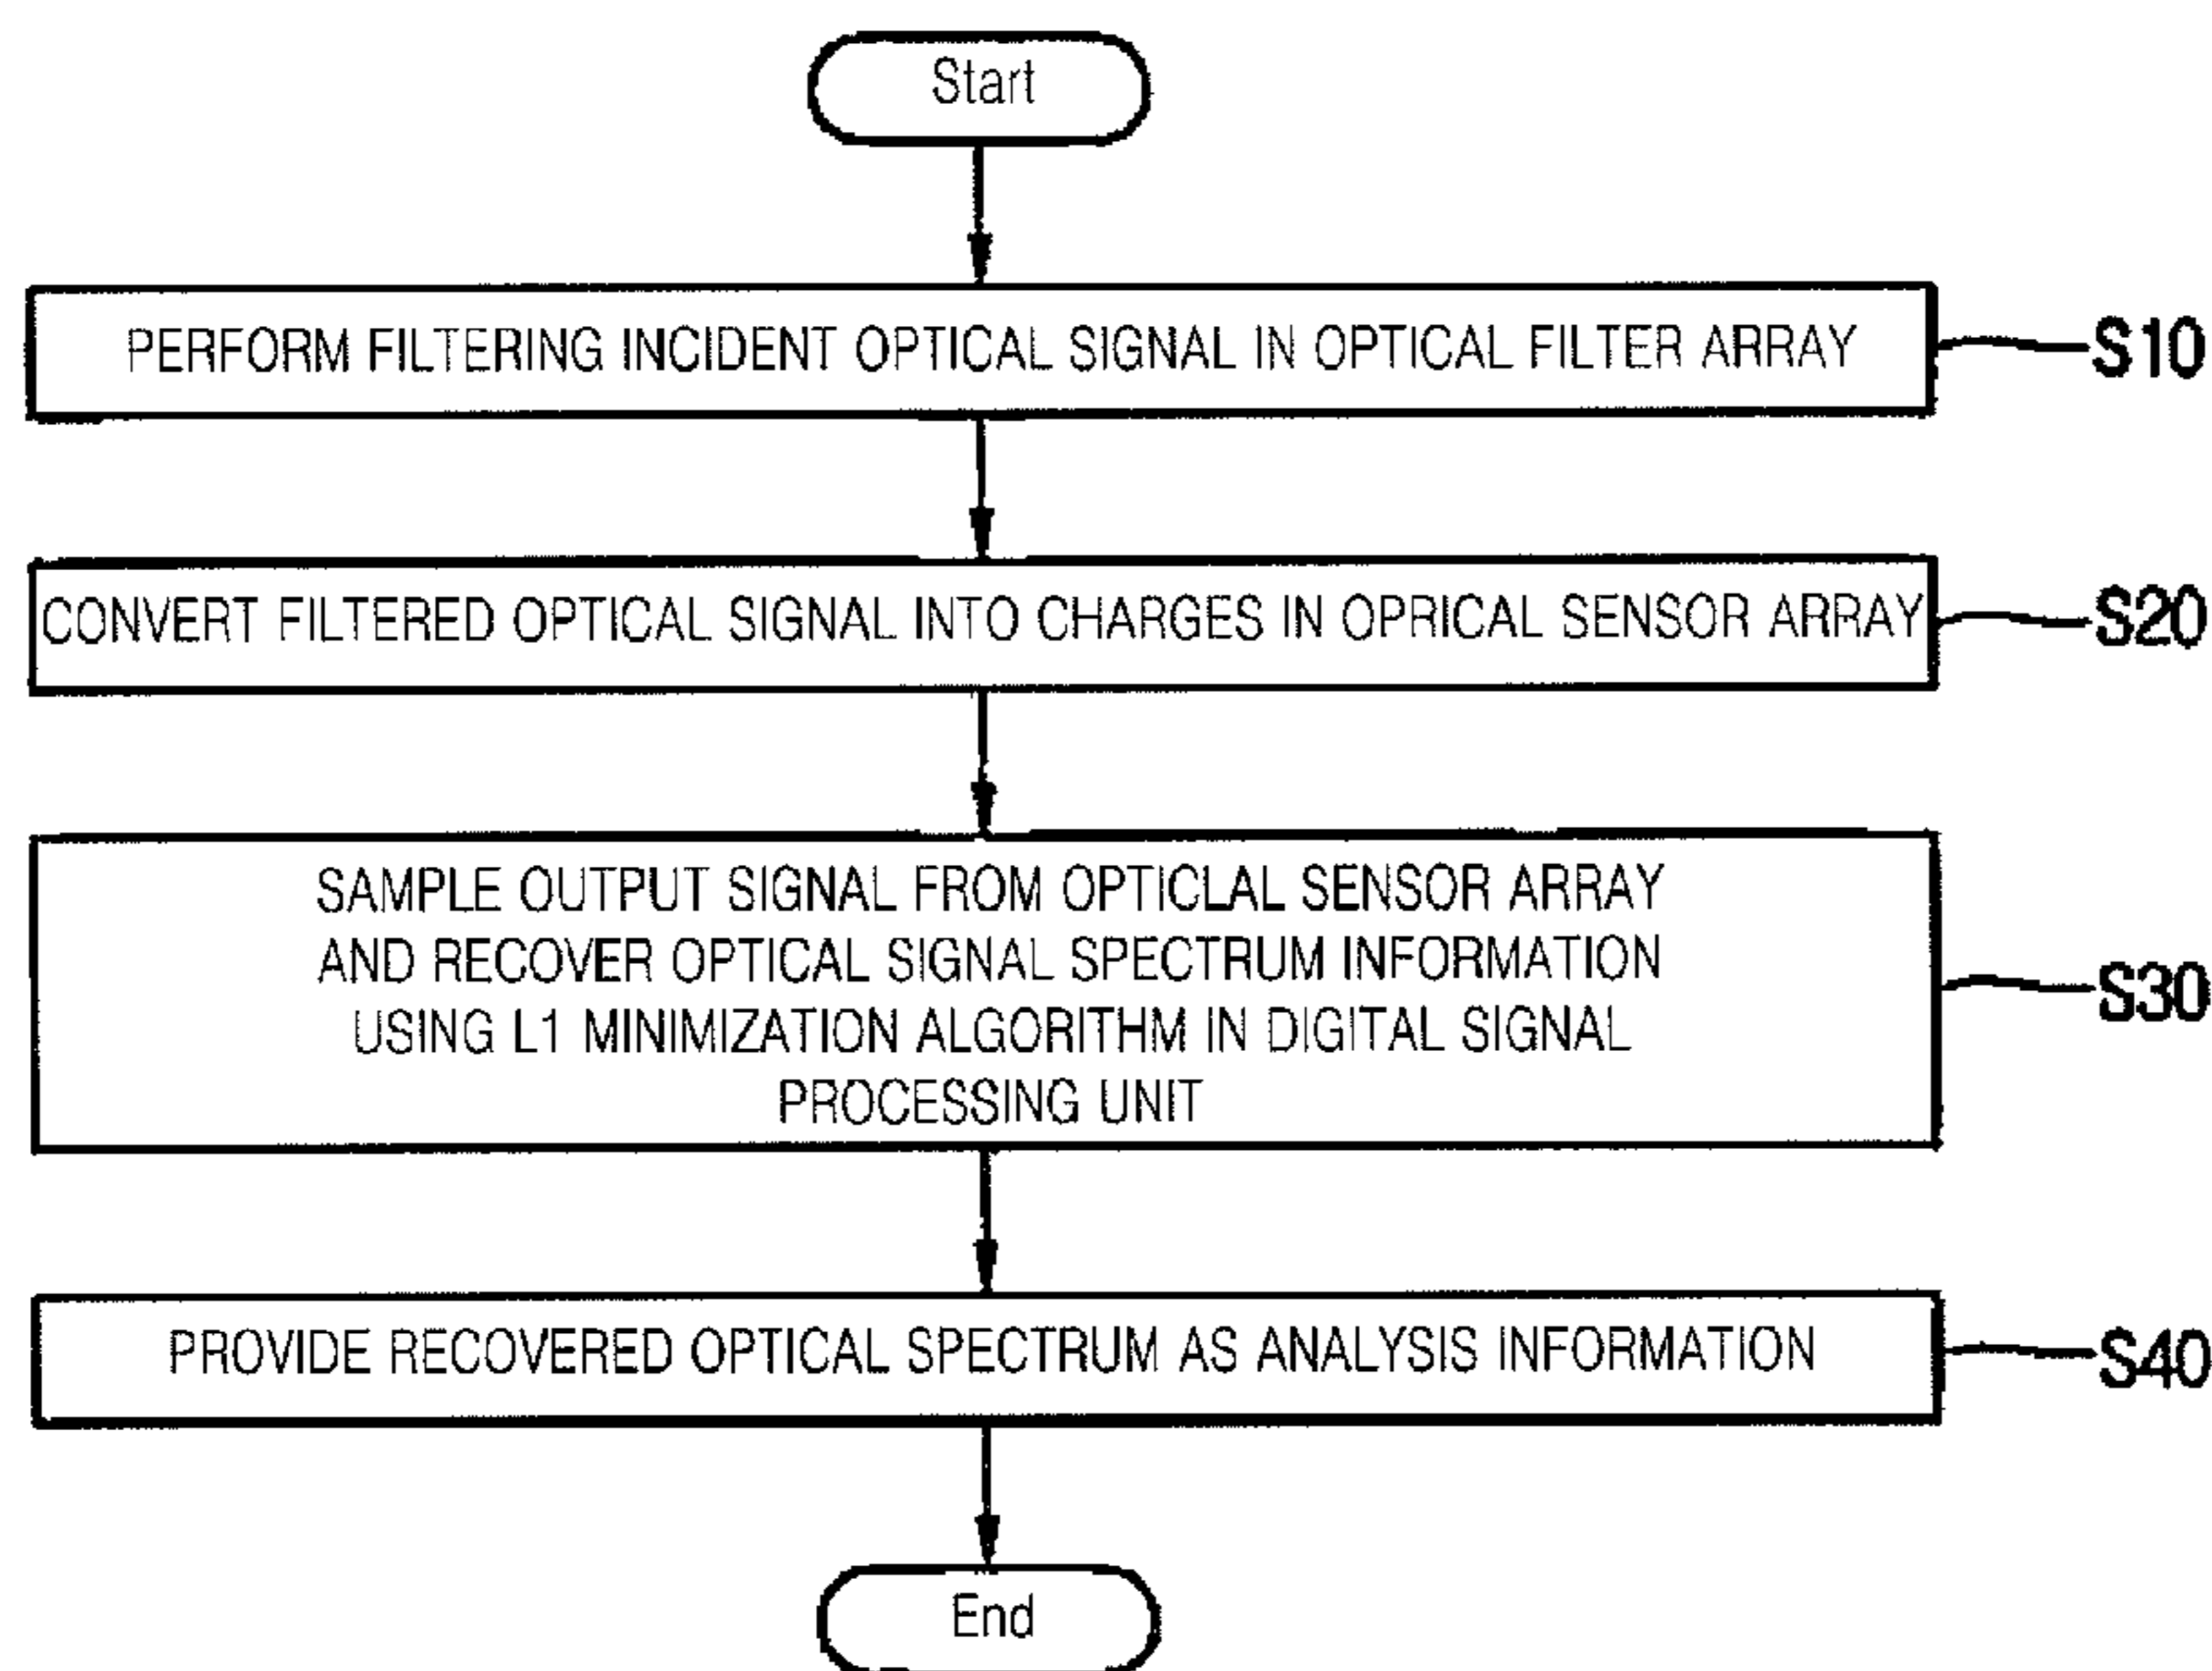 Start
PERFORM FILTERING INCIDENT OPTICAL SIGNAL IN OPTICAL FILTER ARRAY
S10
CONVERT FILTERED OPTICAL SIGNAL INTO CHARGES IN OPRICAL SENSOR ARRAY
S20
SAMPLE OUTPUT SIGNAL FROM OPTICLAL SENSOR ARRAY
AND RECOVER OPTICAL SIGNAL SPECTRUM INFORMATION
USING L1 MINIMIZATION ALGORITHM IN DIGITAL SIGNAL
PROCESSING UNIT
S30
PROVIDE RECOVERED OPTICAL SPECTRUM AS ANALYSIS INFORMATION
S40
End